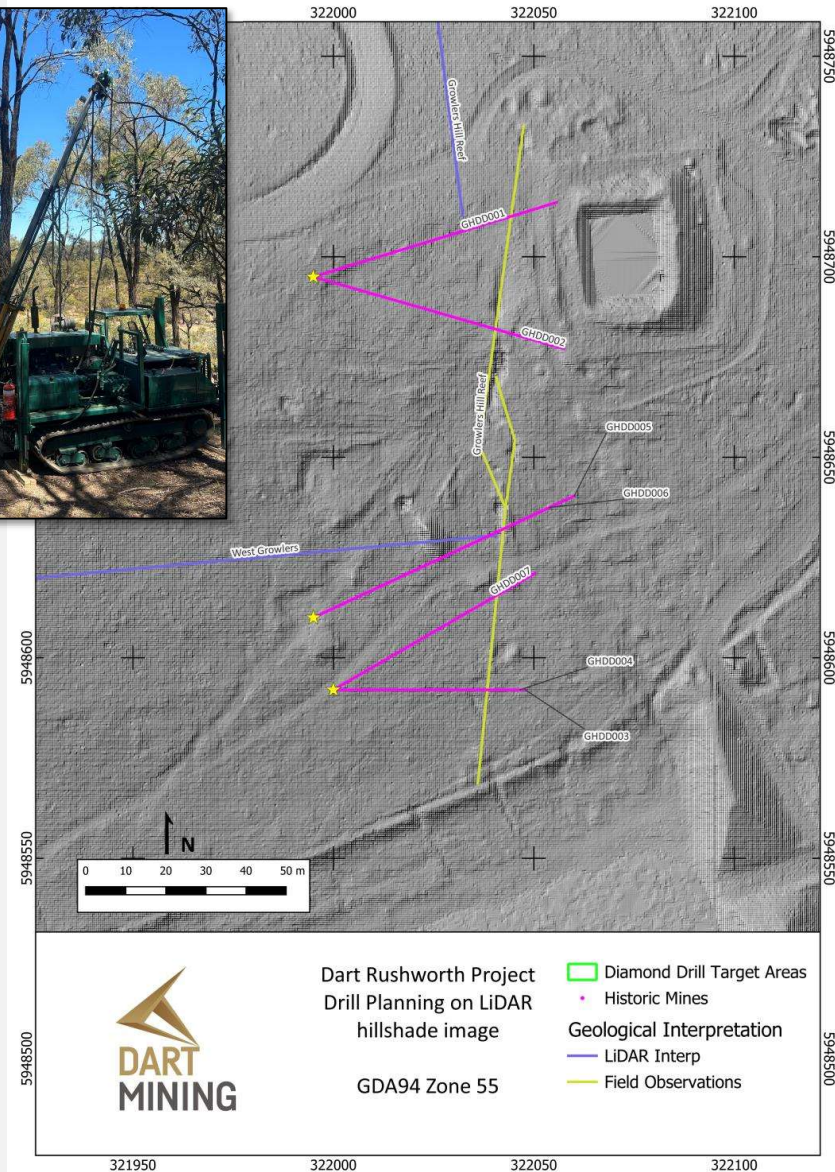 322000
322050
322100
5948750
5948750
Growlers Hill Reef
GHDD001
5948700
GHDD002
Growlers Hill Reef
5948650
GHDD005
GHDD006
West Growlers
GHDD007
5948600
5948600
GHDD004
GHDD003
N
0 10 20 30 40 50 m
5948550
5948550
Dart Rushworth Project
Drill Planning on LiDAR
hillshade image
GDA94 Zone 55
DART
MINING
Diamond Drill Target Areas
Historic Mines
Geological Interpretation
LiDAR Interp
Field Observations
5948500
5948500
321950
322000
322050
322100